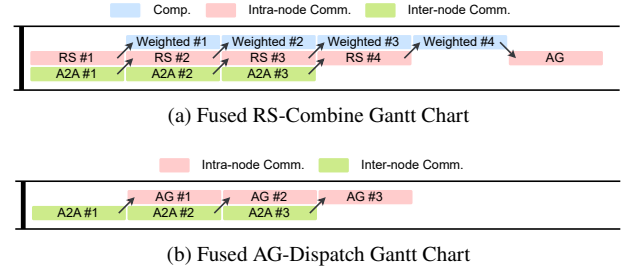 Comp. Intra-node Comm. Inter-node Comm.
Weighted #1 Weighted #2 Weighted #3 Weighted #4
RS #1 RS #2 RS #3 RS #4 AG
A2A #1 A2A #2 A2A #3
(a) Fused RS-Combine Gantt Chart
Intra-node Comm. Inter-node Comm.
AG #1 AG #2 AG #3
A2A #1 A2A #2 A2A #3
(b) Fused AG-Dispatch Gantt Chart